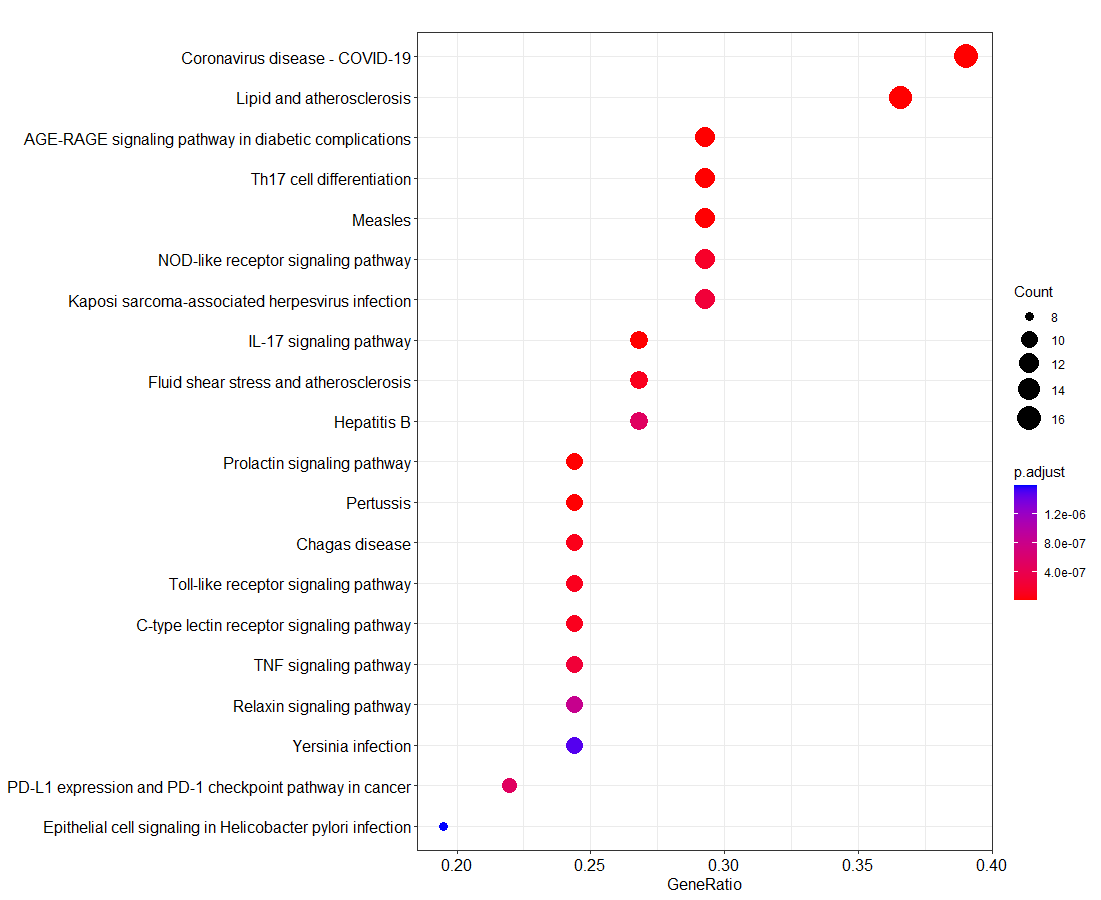 Coronavirus disease - COVID-19
Lipid and atherosclerosis
AGE-RAGE signaling pathway in diabetic complications
Th17 cell differentiation
Measles
NOD-like receptor signaling pathway
Kaposi sarcoma-associated herpesvirus infection
IL-17 signaling pathway
Fluid shear stress and atherosclerosis
Hepatitis B
Prolactin signaling pathway
Pertussis
Chagas disease
Toll-like receptor signaling pathway
C-type lectin receptor signaling pathway
TNF signaling pathway
Relaxin signaling pathway
Yersinia infection
PD-L1 expression and PD-1 checkpoint pathway in cancer
Epithelial cell signaling in Helicobacter pylori infection
0.20 0.25 0.30 0.35 0.40
GeneRatio
Count
8
10
12
14
16
p.adjust
1.2e-06
8.0e-07
4.0e-07